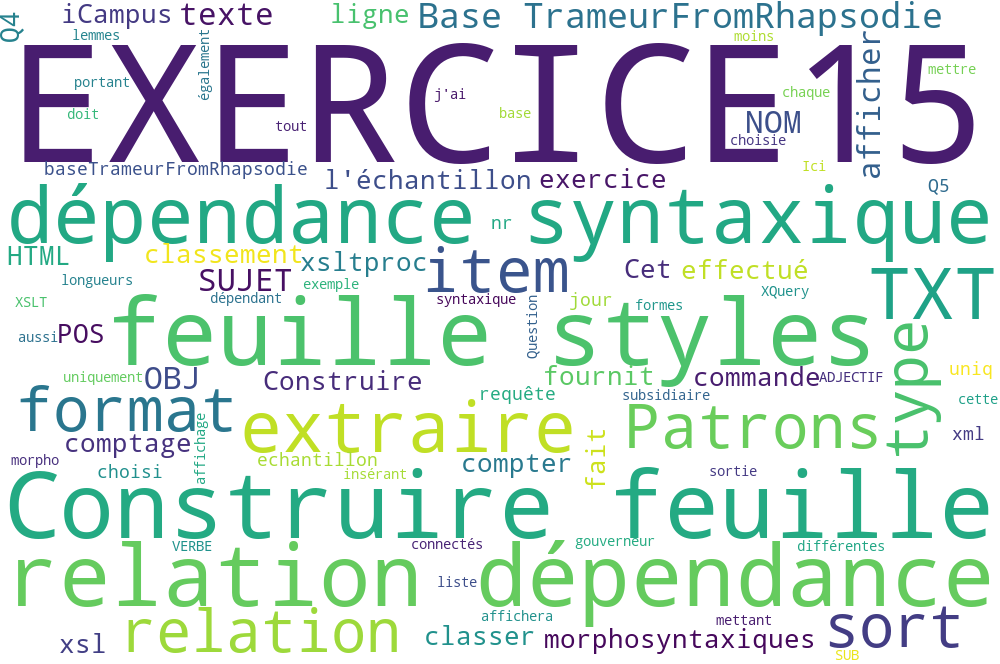 Q4
iCampus texte ligne Base TrameurFromRhapsodie
lemmes également moins afficher
EXERCICE15
portant j'ai chaque mettre
doit tout base NOM choisie
baseTrameurFromRhapsodie l'échantillon exercice Ici Q5
dépendance syntaxique
nr
HTML classement xsltproc item Cet effectué TXT
longueurs SUJET exemple XQuery
XSLT dépendant syntaxique Question jour formes
aussi POS feuille styles type
uniquement OBJ Construire fournit commande ADJECTIF uniq
format requête subsidiaire cette
affichage extraire Patrons
comptage fait xml
morpho choisi echantillon insérant compter sortie
Construire feuille
VERBE connectés gouverneur différentes
relation dépendance
liste
relation affichera mettant sort
xsl classer morphosyntaxiques
SUB